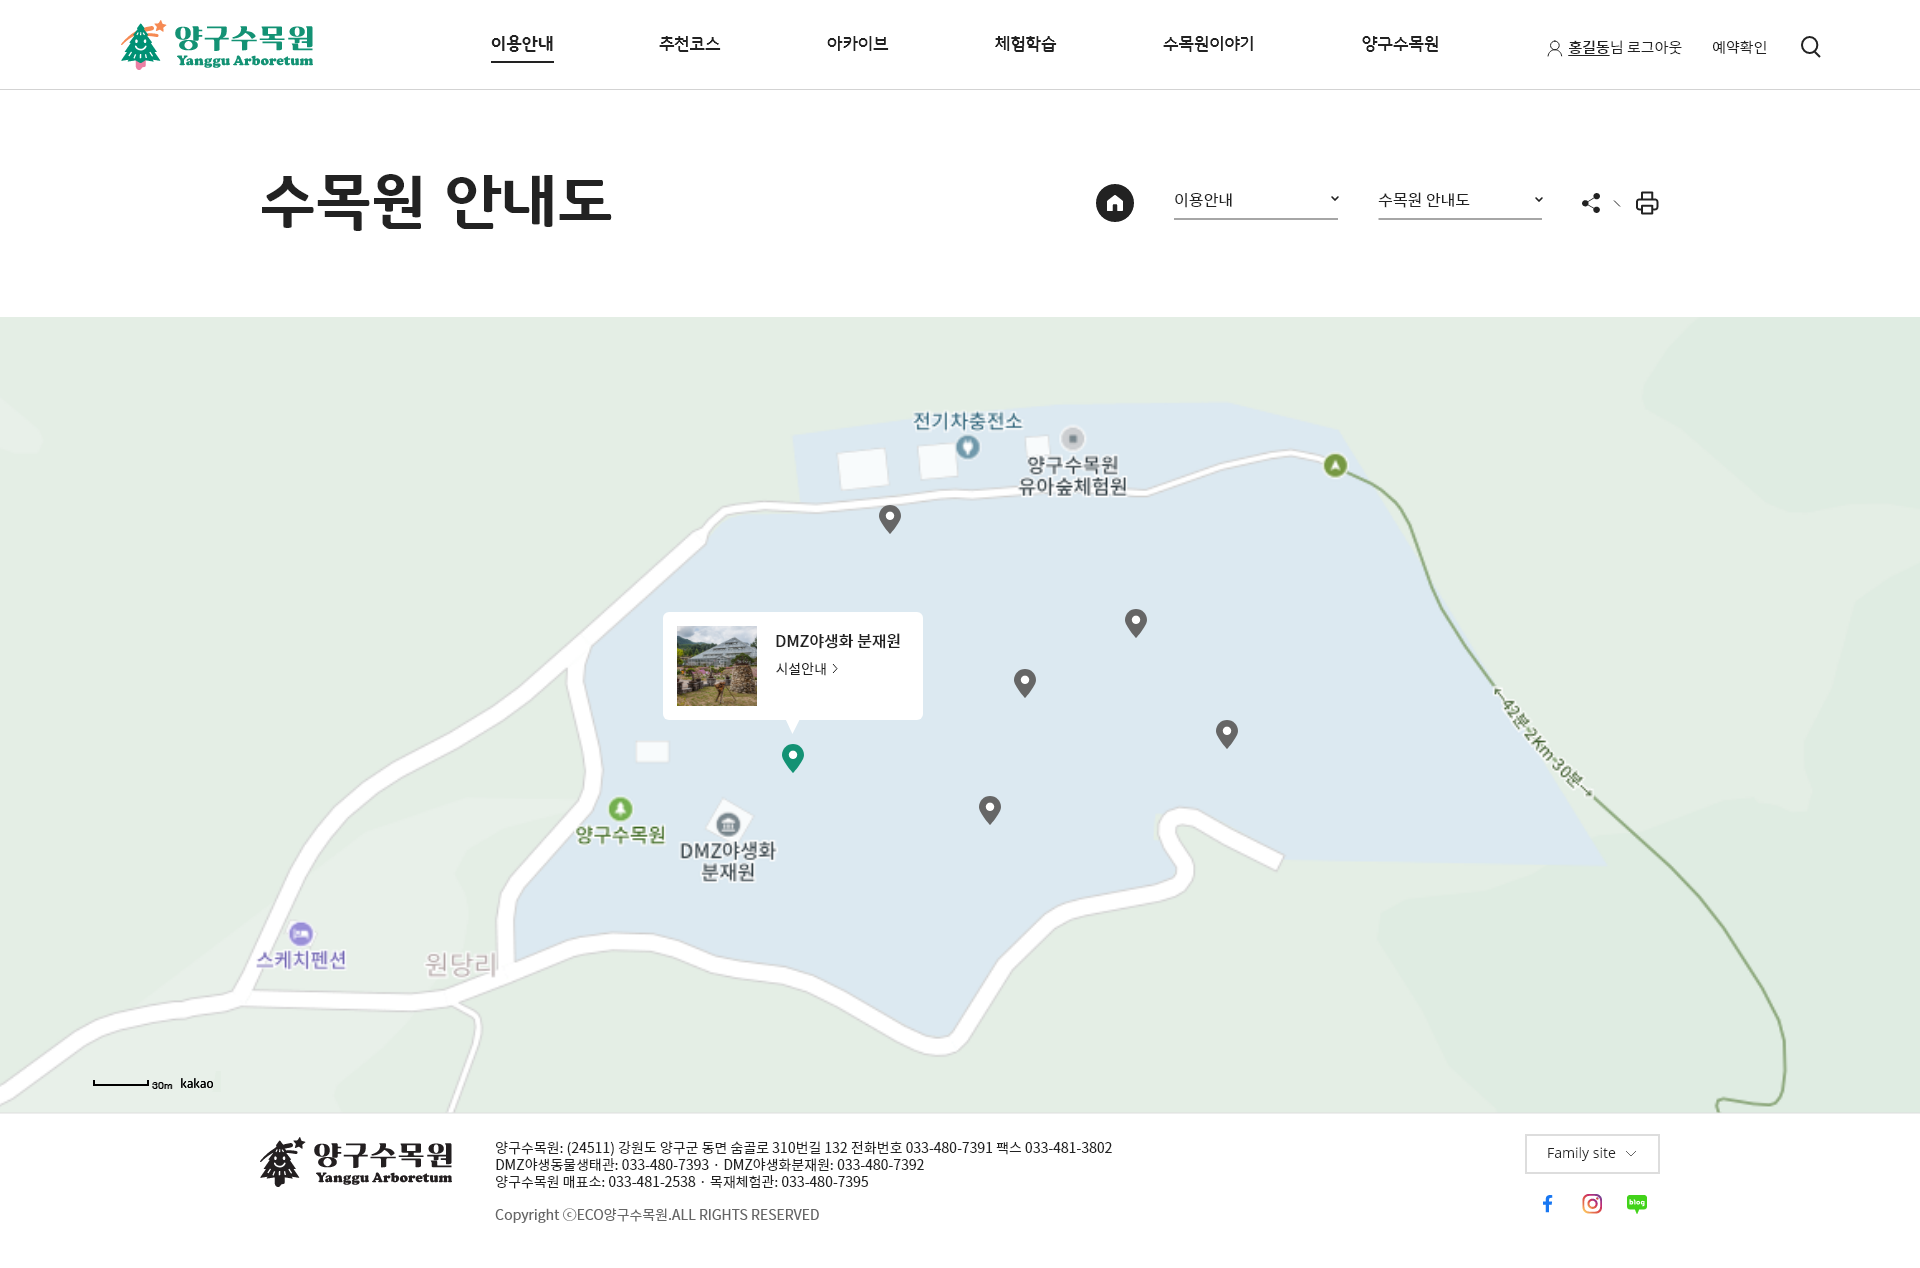 양구수목원
Yanggu Arboretum
이용안내
추천코스
아카이브
체험학습
수목원이야기
양구수목원
홍길동님 로그아웃
예약확인
수목원 안내도
이용안내
수목원 안내도
전기차충전소
양구수목원
유아숲체험원
DMZ야생화 분재원
시설안내
←42분·2Km·30분→
양구수목원
DMZ야생화
분재원
스케치펜션
원당리
30m kakao
양구수목원
Yanggu Arboretum
양구수목원: (24511) 강원도 양구군 동면 숨골로 310번길 132 전화번호 033-480-7391 팩스 033-481-3802
DMZ야생동물생태관: 033-480-7393 · DMZ야생화분재원: 033-480-7392
양구수목원 매표소: 033-481-2538 · 목재체험관: 033-480-7395
Copyright ⓒECO양구수목원.ALL RIGHTS RESERVED
Family site
blog